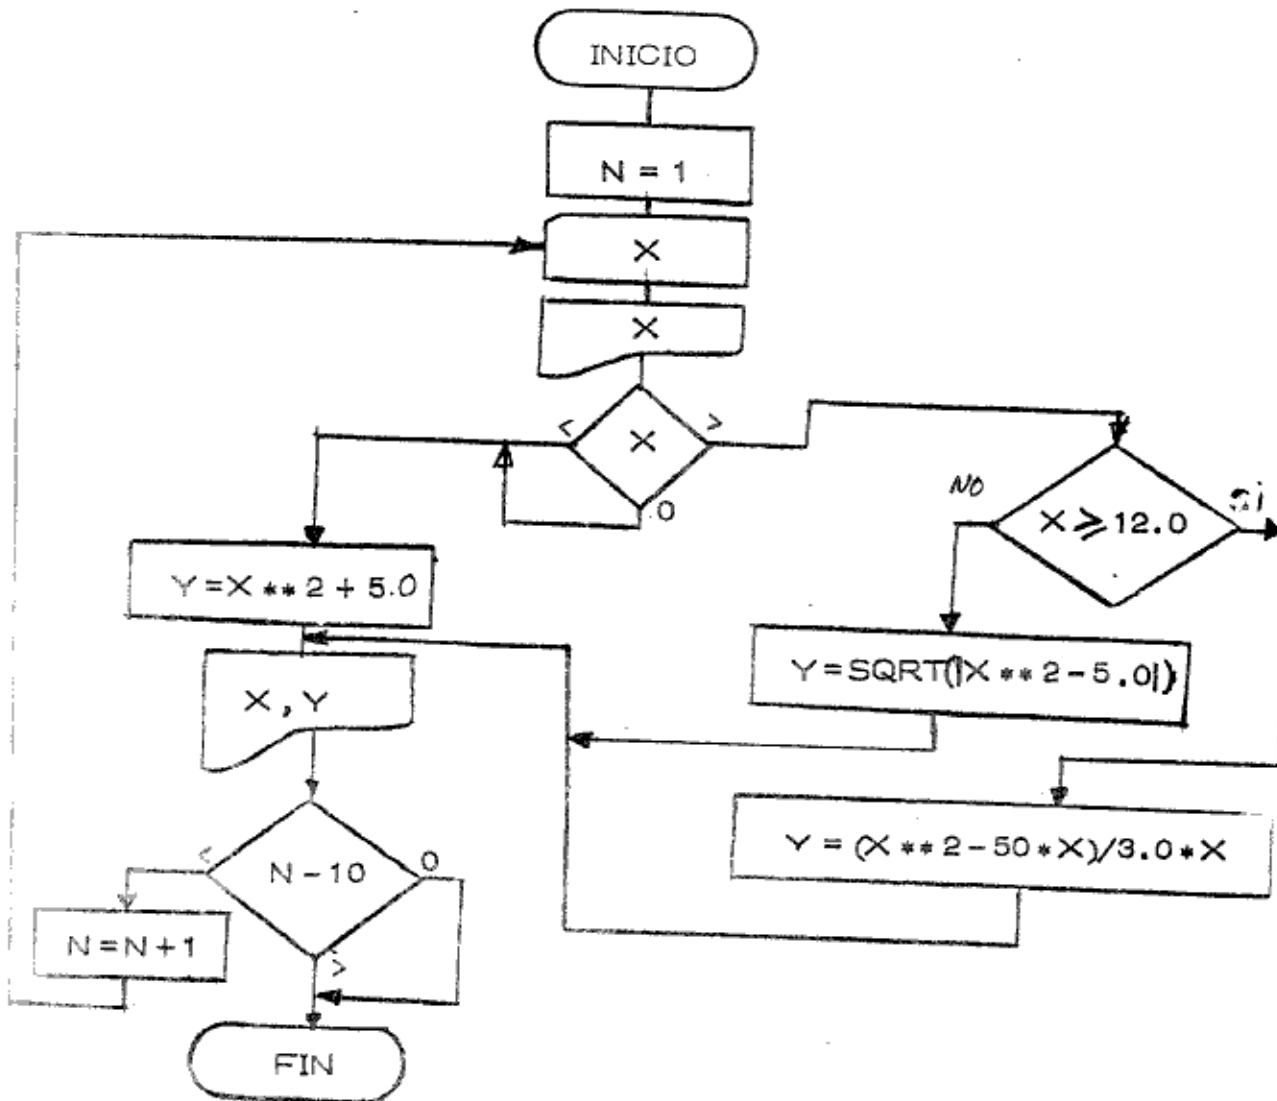 INICIO
N = 1
X
X
<
X
>
0
NO
X ≥ 12.0
Si
Y = X ** 2 + 5.0
Y = SQRT(|X ** 2 - 5.0|)
X , Y
Y = (X ** 2 - 50 * X)/3.0 * X
<
N - 10
0
>
N = N + 1
FIN